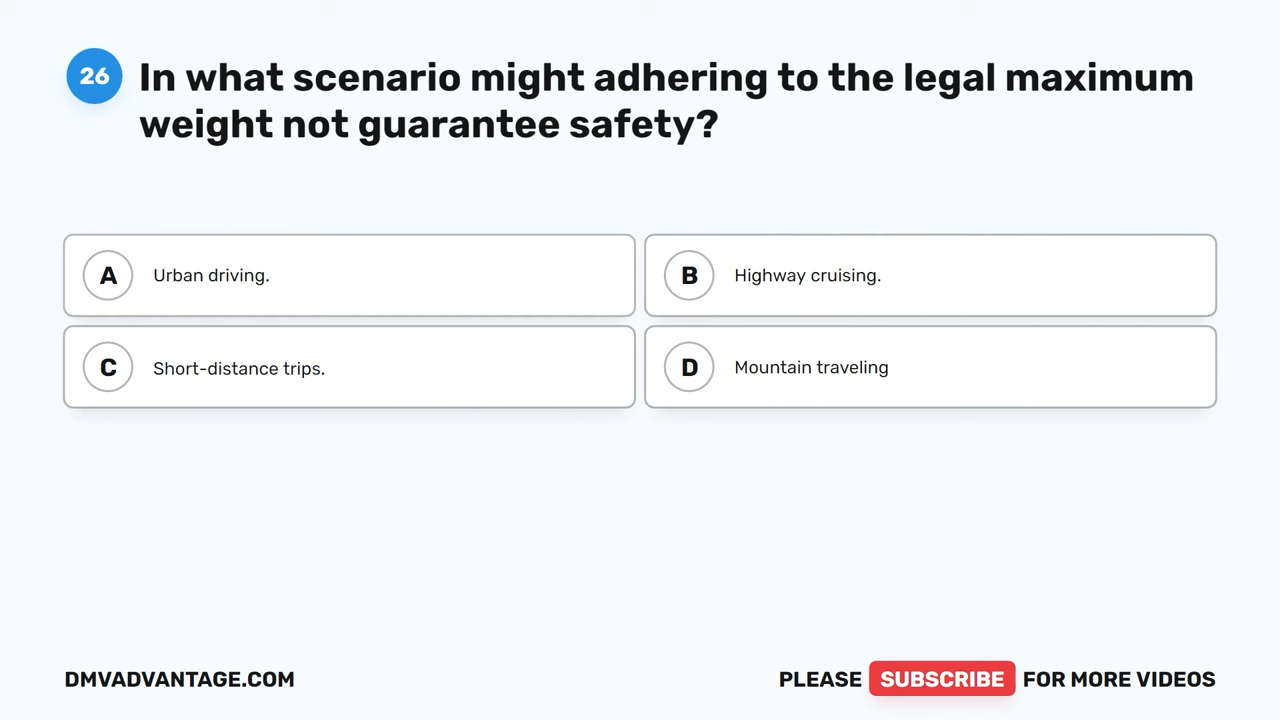 26
In what scenario might adhering to the legal maximum
weight not guarantee safety?
A Urban driving.
B Highway cruising.
C Short-distance trips.
D Mountain traveling
DMVADVANTAGE.COM
PLEASE SUBSCRIBE FOR MORE VIDEOS